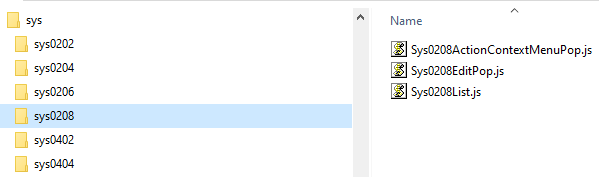 sys
sys0202
sys0204
sys0206
sys0208
sys0402
sys0404
Name
Sys0208ActionContextMenuPop.js
Sys0208EditPop.js
Sys0208List.js